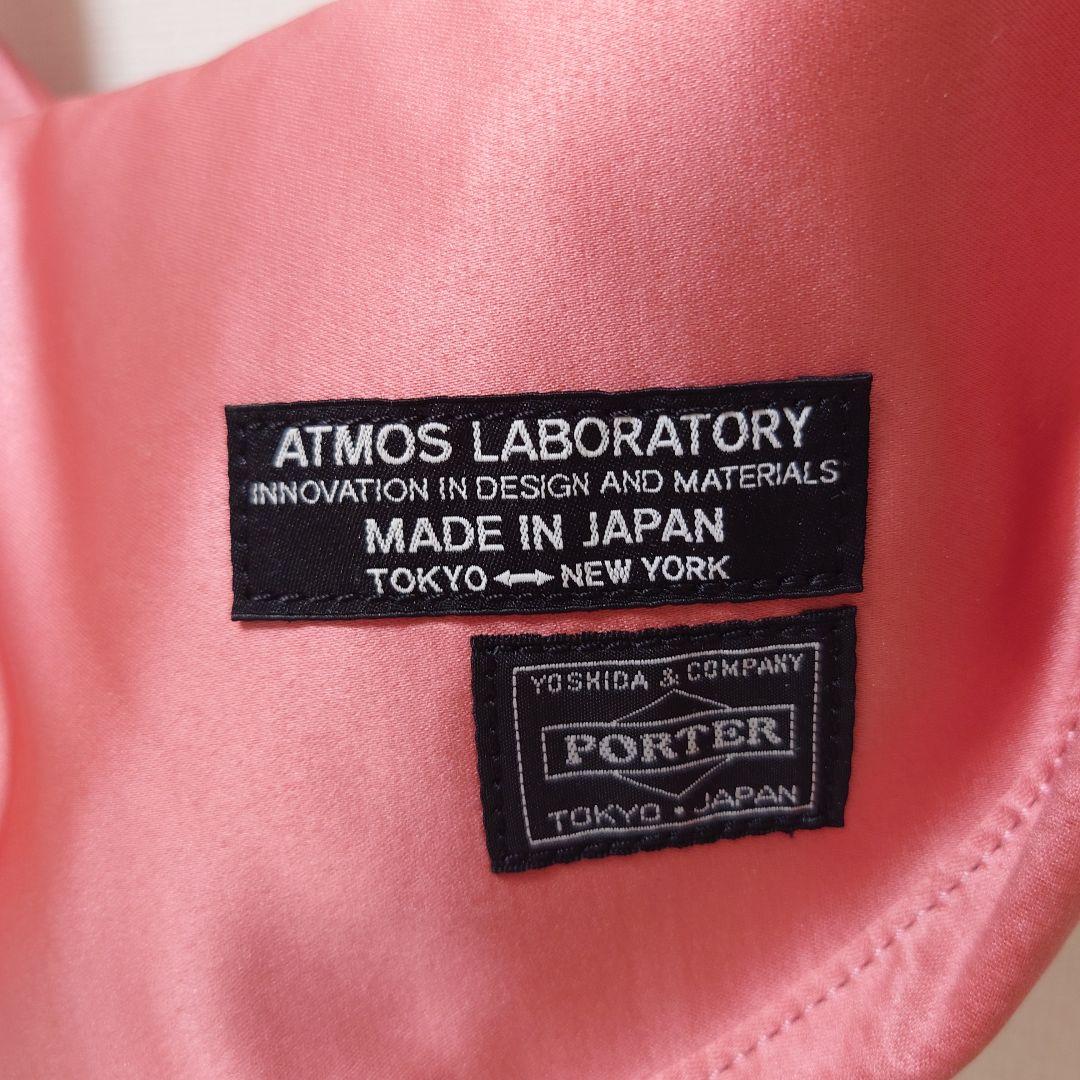 ATMOS LABORATORY
INNOVATION IN DESIGN AND MATERIALS
MADE IN JAPAN
TOKYO ↔ NEW YORK
YOSHIDA & COMPANY
PORTER
TOKYO • JAPAN